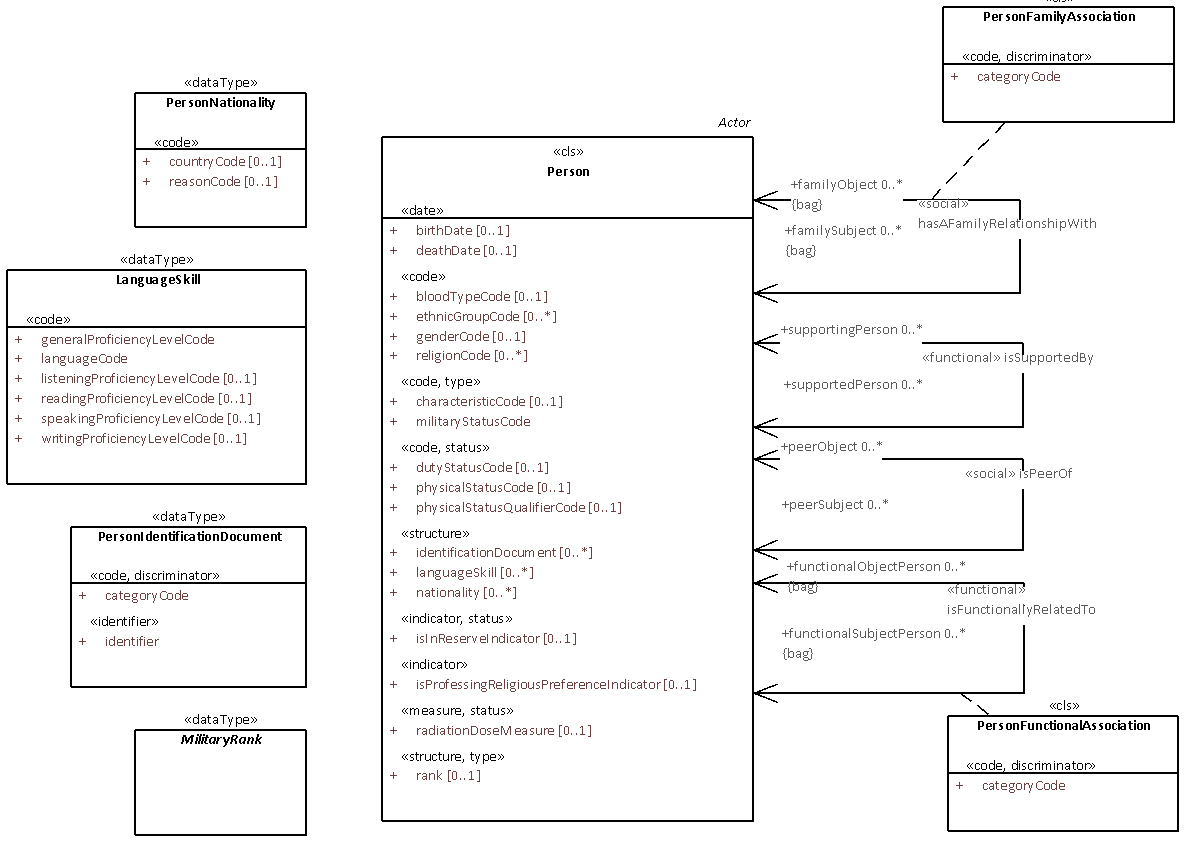 «dataType»
PersonNationality
«code»
+ countryCode [0..1]
+ reasonCode [0..1]
«dataType»
LanguageSkill
«code»
+ generalProficiencyLevelCode
+ languageCode
+ listeningProficiencyLevelCode [0..1]
+ readingProficiencyLevelCode [0..1]
+ speakingProficiencyLevelCode [0..1]
+ writingProficiencyLevelCode [0..1]
«dataType»
PersonIdentificationDocument
«code, discriminator»
+ categoryCode
«identifier»
+ identifier
«dataType»
MilitaryRank
Actor
«cls»
Person
«date»
+ birthDate [0..1]
+ deathDate [0..1]
«code»
+ bloodTypeCode [0..1]
+ ethnicGroupCode [0..*]
+ genderCode [0..1]
+ religionCode [0..*]
«code, type»
+ characteristicCode [0..1]
+ militaryStatusCode
«code, status»
+ dutyStatusCode [0..1]
+ physicalStatusCode [0..1]
+ physicalStatusQualifierCode [0..1]
«structure»
+ identificationDocument [0..*]
+ languageSkill [0..*]
+ nationality [0..*]
«indicator, status»
+ isInReserveIndicator [0..1]
«indicator»
+ isProfessingReligiousPreferenceIndicator [0..1]
«measure, status»
+ radiationDoseMeasure [0..1]
«structure, type»
+ rank [0..1]
«cls»
PersonFamilyAssociation
«code, discriminator»
+ categoryCode
+familyObject 0..*
{bag}
«social»
hasAFamilyRelationshipWith
+familySubject 0..*
{bag}
+supportingPerson 0..*
«functional» isSupportedBy
+supportedPerson 0..*
+peerObject 0..*
«social» isPeerOf
+peerSubject 0..*
+functionalObjectPerson 0..*
{bag}
«functional»
isFunctionallyRelatedTo
+functionalSubjectPerson 0..*
{bag}
«cls»
PersonFunctionalAssociation
«code, discriminator»
+ categoryCode